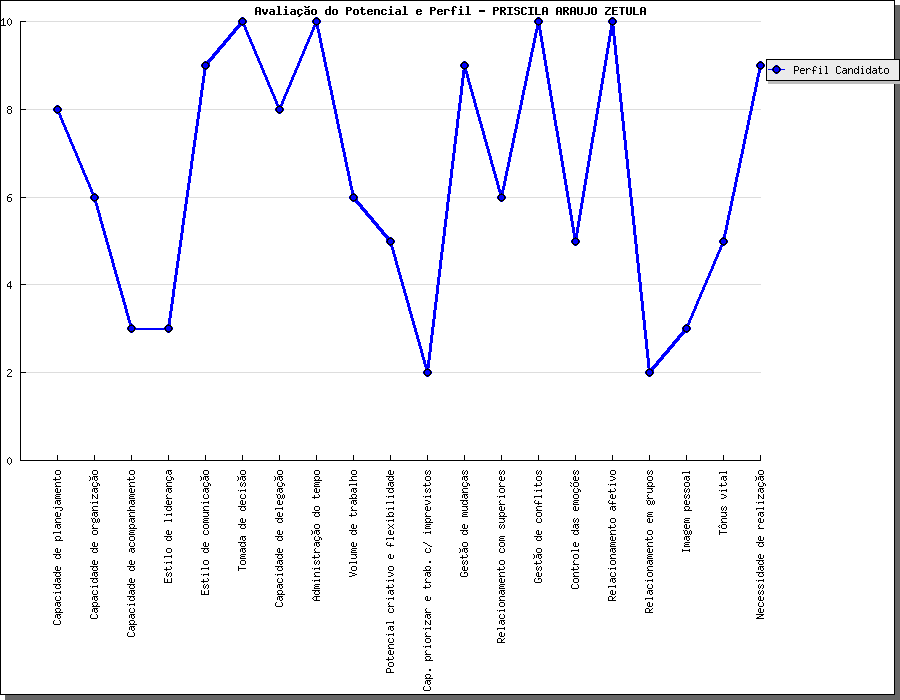 Avaliação do Potencial e Perfil - PRISCILA ARAUJO ZETULA
10
8
6
4
2
0
Perfil Candidato
Capacidade de planejamento
Capacidade de organização
Capacidade de acompanhamento
Estilo de liderança
Estilo de comunicação
Tomada de decisão
Capacidade de delegação
Administração do tempo
Volume de trabalho
Potencial criativo e flexibilidade
Cap. priorizar e trab. c/ imprevistos
Gestão de mudanças
Relacionamento com superiores
Gestão de conflitos
Controle das emoções
Relacionamento afetivo
Relacionamento em grupos
Imagem pessoal
Tônus vital
Necessidade de realização